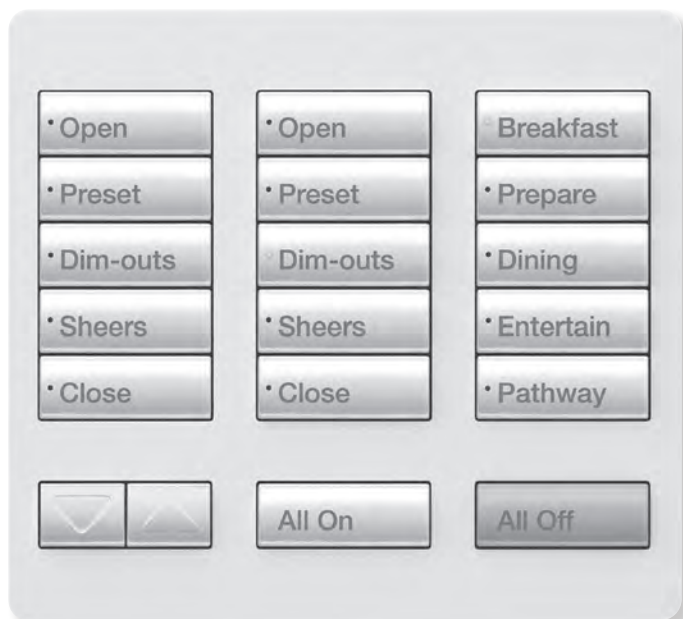 Open
Preset
Dim-outs
Sheers
Close
Open
Preset
Dim-outs
Sheers
Close
Breakfast
Prepare
Dining
Entertain
Pathway
All On
All Off